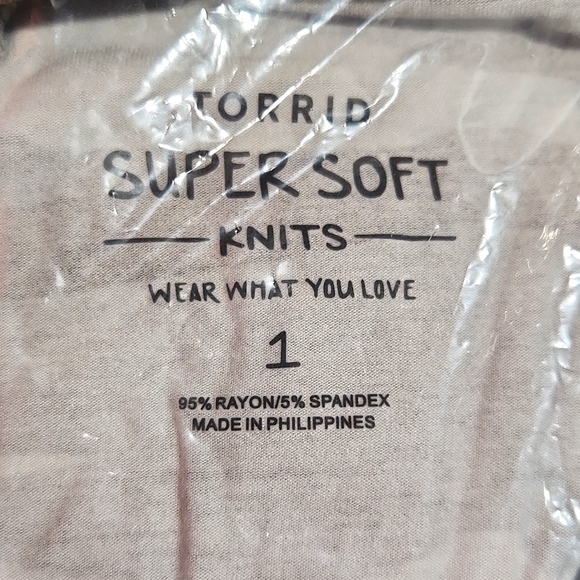 TORRID
SUPER SOFT
KNITS
WEAR WHAT YOU LOVE
1
95% RAYON/5% SPANDEX
MADE IN PHILIPPINES